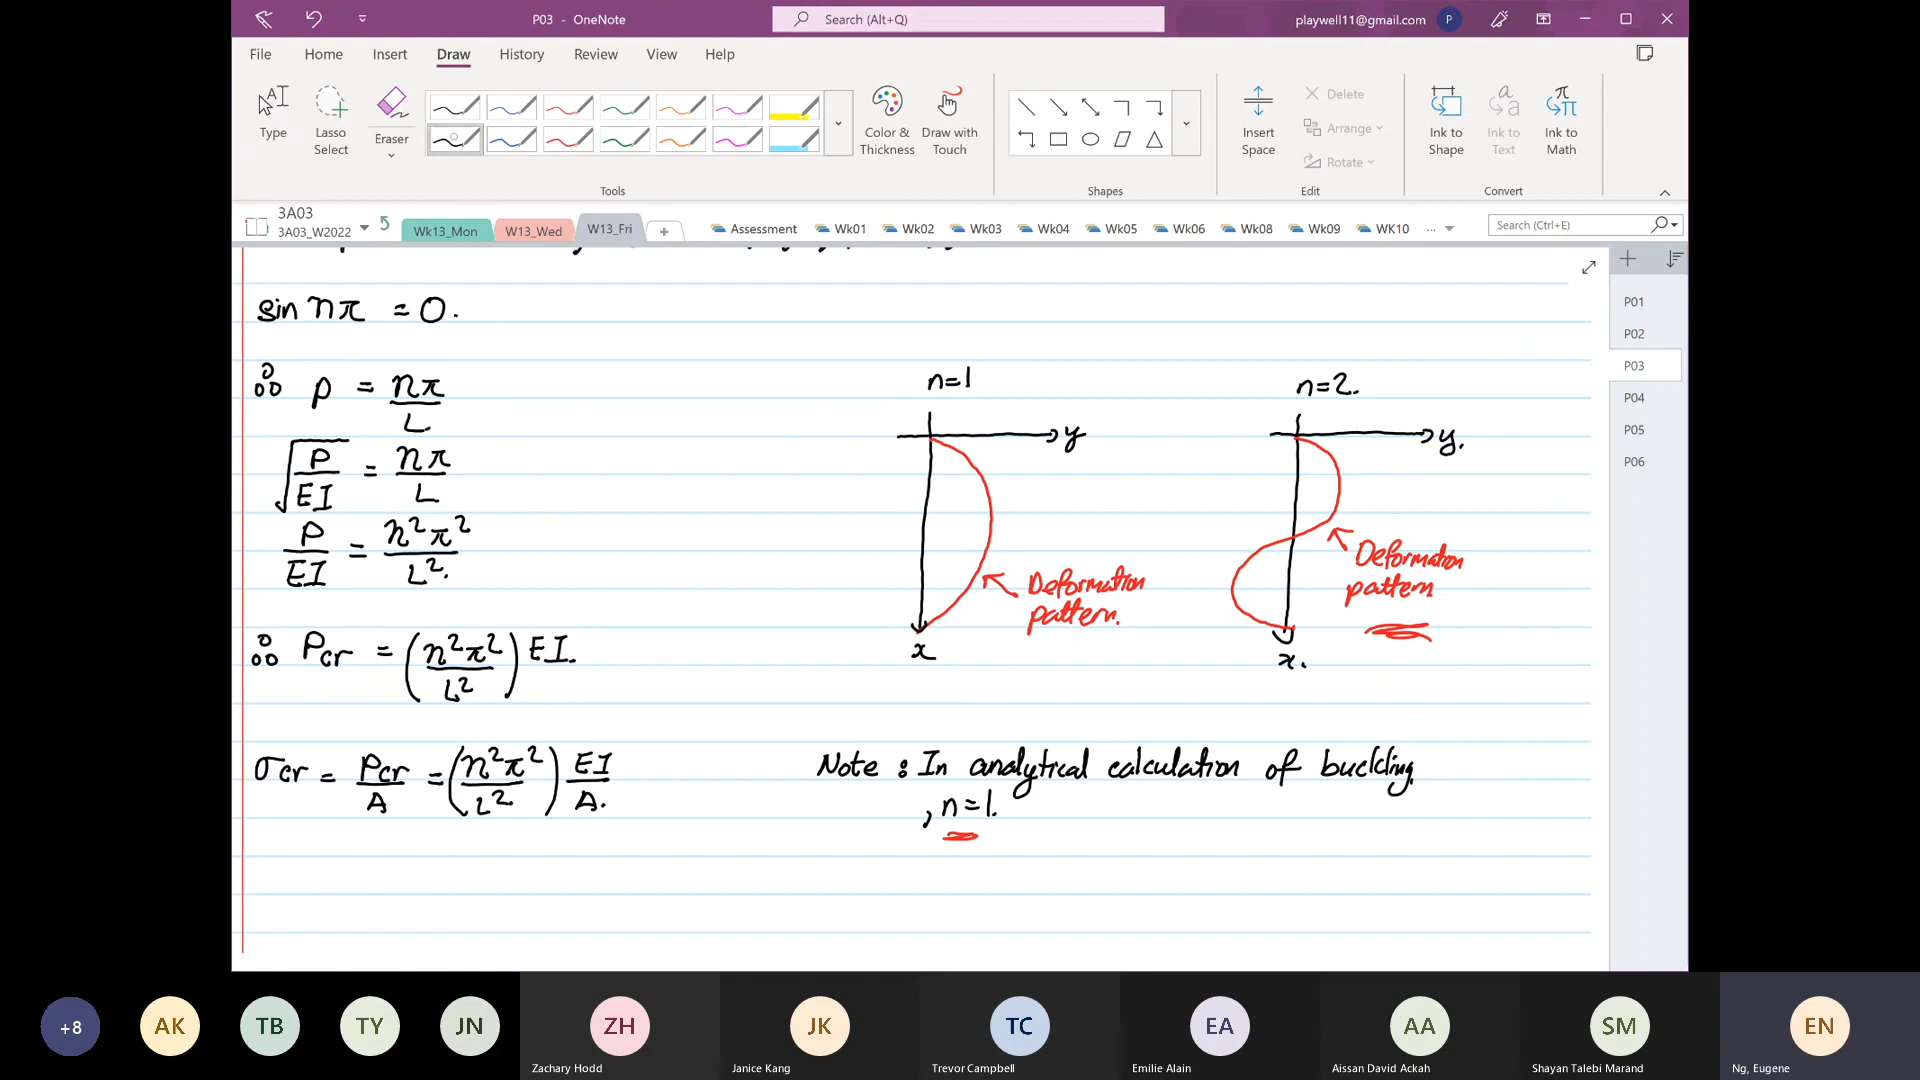 P03 - OneNote
Search (Alt+Q)
playwell11@gmail.com
P
File Home Insert Draw History Review View Help
Type
Lasso Select
Eraser
Color & Thickness
Draw with Touch
Insert Space
Delete
Arrange
Rotate
Ink to Shape
Ink to Text
Ink to Math
Tools
Shapes
Edit
Convert
3A03
3A03_W2022
Wk13_Mon W13_Wed W13_Fri + Assessment Wk01 Wk02 Wk03 Wk04 Wk05 Wk06 Wk08 Wk09 WK10 ...
Search (Ctrl+E)
P01
P02
P03
P04
P05
P06
sin nπ = 0.
∴ p = nπ/L
√(P/EI) = nπ/L
P/EI = n²π²/L².
∴ Pcr = (n²π²/L²) EI.
σcr = Pcr/A = (n²π²/L²) EI/A.
n=1
y
Deformation
pattern.
x
n=2.
y.
Deformation
pattern.
x.
Note : In analytical calculation of buckling
, n=1.
+8
AK
TB
TY
JN
ZH
Zachary Hodd
JK
Janice Kang
TC
Trevor Campbell
EA
Emilie Alain
AA
Aissan David Ackah
SM
Shayan Talebi Marand
EN
Ng, Eugene